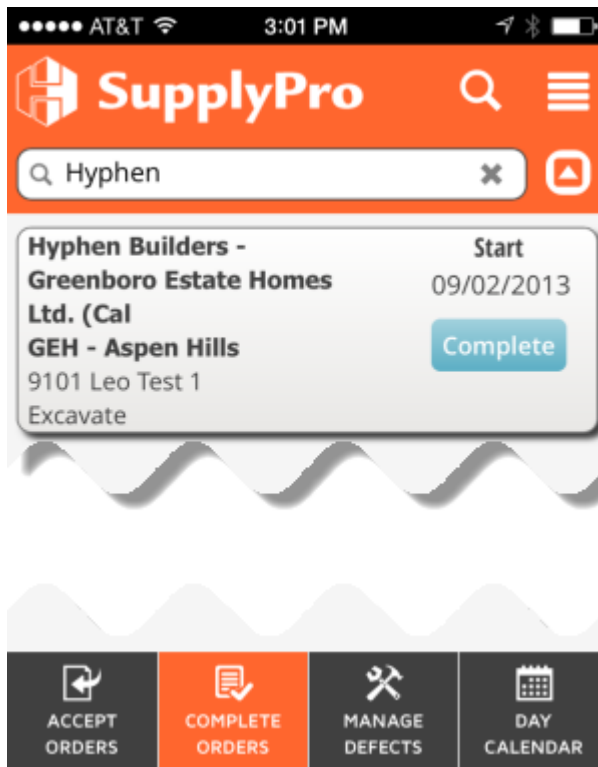 AT&T 3:01 PM
SupplyPro
Hyphen
Hyphen Builders -
Greenboro Estate Homes
Ltd. (Cal
GEH - Aspen Hills
9101 Leo Test 1
Excavate
Start
09/02/2013
Complete
ACCEPT
ORDERS
COMPLETE
ORDERS
MANAGE
DEFECTS
DAY
CALENDAR